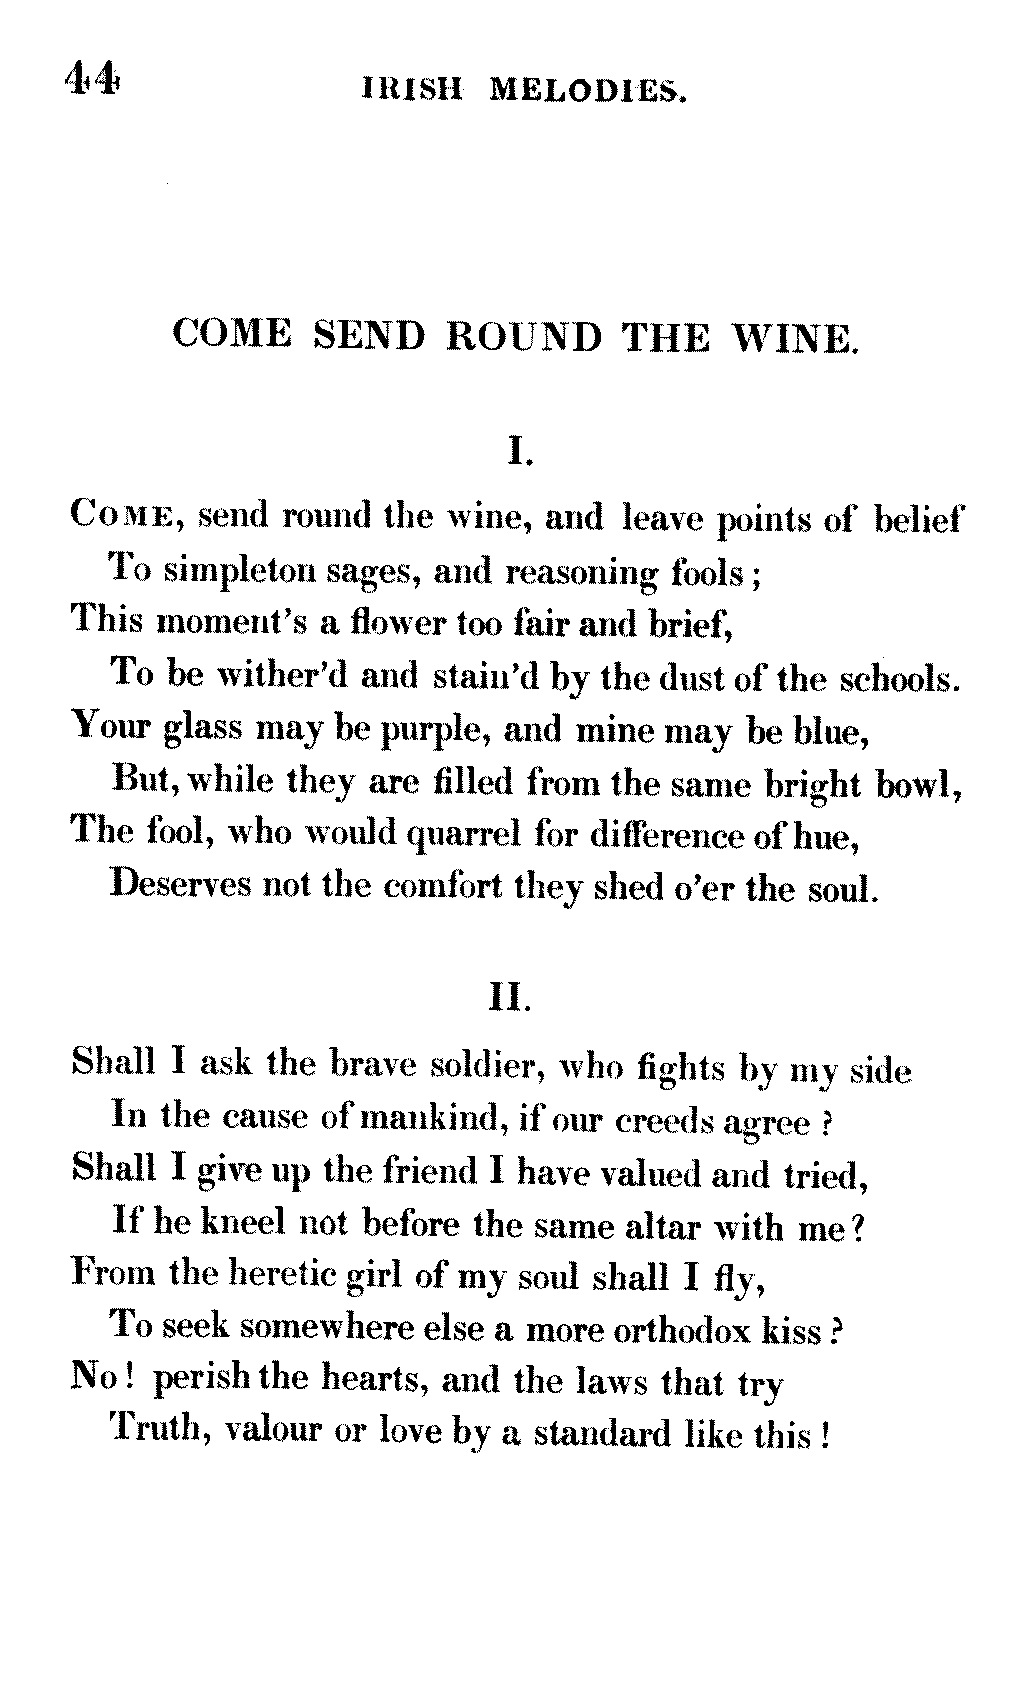 44
IRISH MELODIES.
COME SEND ROUND THE WINE.
I.
COME, send round the wine, and leave points of belief
To simpleton sages, and reasoning fools ;
This moment's a flower too fair and brief,
To be wither'd and stain'd by the dust of the schools.
Your glass may be purple, and mine may be blue,
But, while they are filled from the same bright bowl,
The fool, who would quarrel for difference of hue,
Deserves not the comfort they shed o'er the soul.
II.
Shall I ask the brave soldier, who fights by my side
In the cause of mankind, if our creeds agree ?
Shall I give up the friend I have valued and tried,
If he kneel not before the same altar with me ?
From the heretic girl of my soul shall I fly,
To seek somewhere else a more orthodox kiss ?
No ! perish the hearts, and the laws that try
Truth, valour or love by a standard like this !